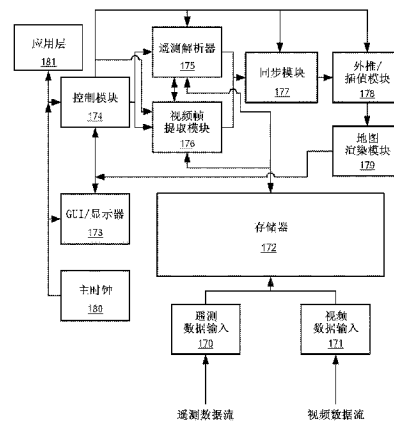 应用层
181
控制模块
174
遥测解析器
175
视频帧
提取模块
176
同步模块
177
外推/
插值模块
178
地图
渲染模块
179
GUI/显示器
173
存储器
172
主时钟
180
遥测
数据输入
170
视频
数据输入
171
遥测数据流
视频数据流